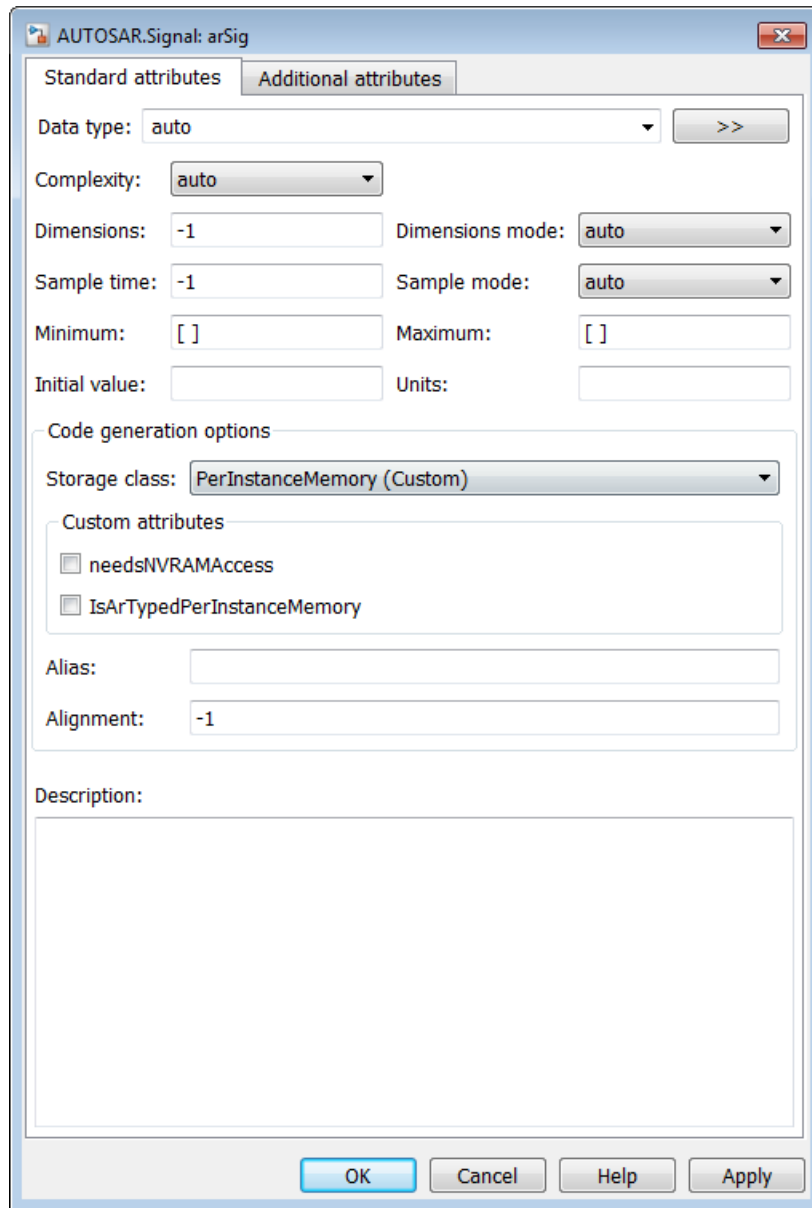 AUTOSAR.Signal: arSig
Standard attributes Additional attributes
Data type: auto >>
Complexity: auto
Dimensions: -1 Dimensions mode: auto
Sample time: -1 Sample mode: auto
Minimum: [ ] Maximum: [ ]
Initial value: Units:
Code generation options
Storage class: PerInstanceMemory (Custom)
Custom attributes
needsNVRAMAccess
IsArTypedPerInstanceMemory
Alias:
Alignment: -1
Description:
OK Cancel Help Apply